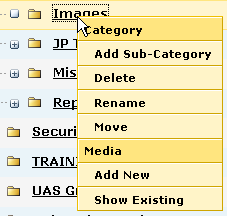 Images
Category
JP T
Add Sub-Category
Mis
Delete
Rep
Rename
Move
Securi
Media
TRAIN
Add New
UAS G
Show Existing